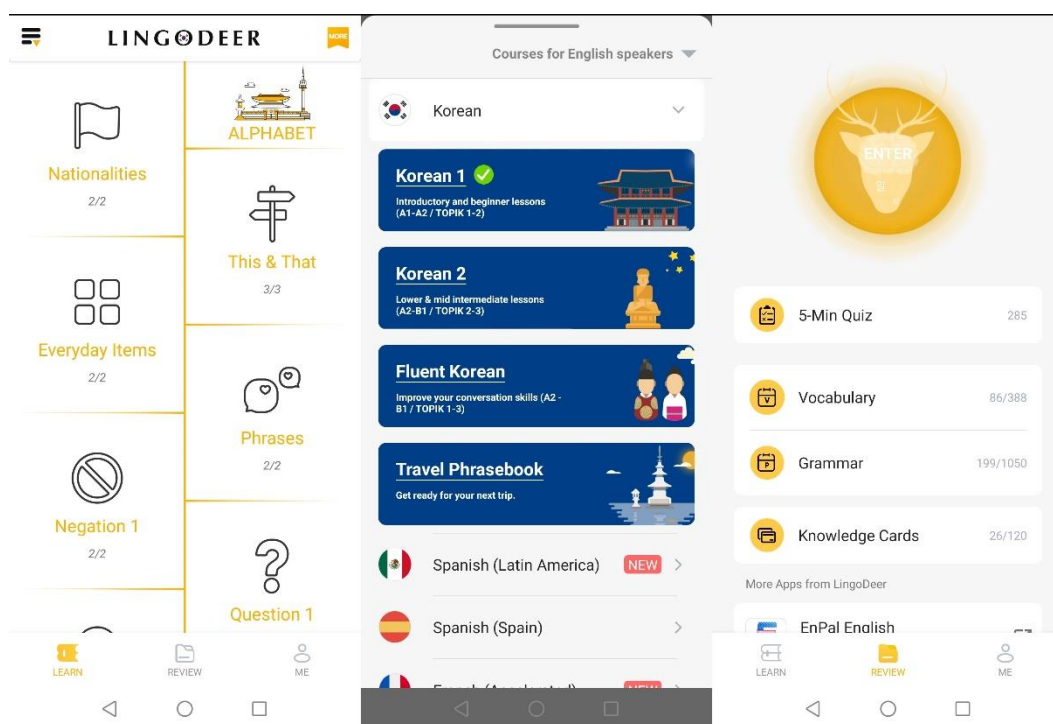 LINGODEER
MORE
ALPHABET
Nationalities
2/2
This & That
3/3
Everyday Items
2/2
Phrases
2/2
Negation 1
2/2
Question 1
LEARN
REVIEW
ME
Courses for English speakers
Korean
Korean 1
Introductory and beginner lessons
(A1-A2 / TOPIK 1-2)
Korean 2
Lower & mid intermediate lessons
(A2-B1 / TOPIK 2-3)
Fluent Korean
Improve your conversation skills (A2 -
B1 / TOPIK 1-3)
Travel Phrasebook
Get ready for your next trip.
Spanish (Latin America)
NEW
Spanish (Spain)
French (Accelerated)
NEW
ENTER
5-Min Quiz
285
Vocabulary
86/388
Grammar
199/1050
Knowledge Cards
26/120
More Apps from LingoDeer
EnPal English
LEARN
REVIEW
ME